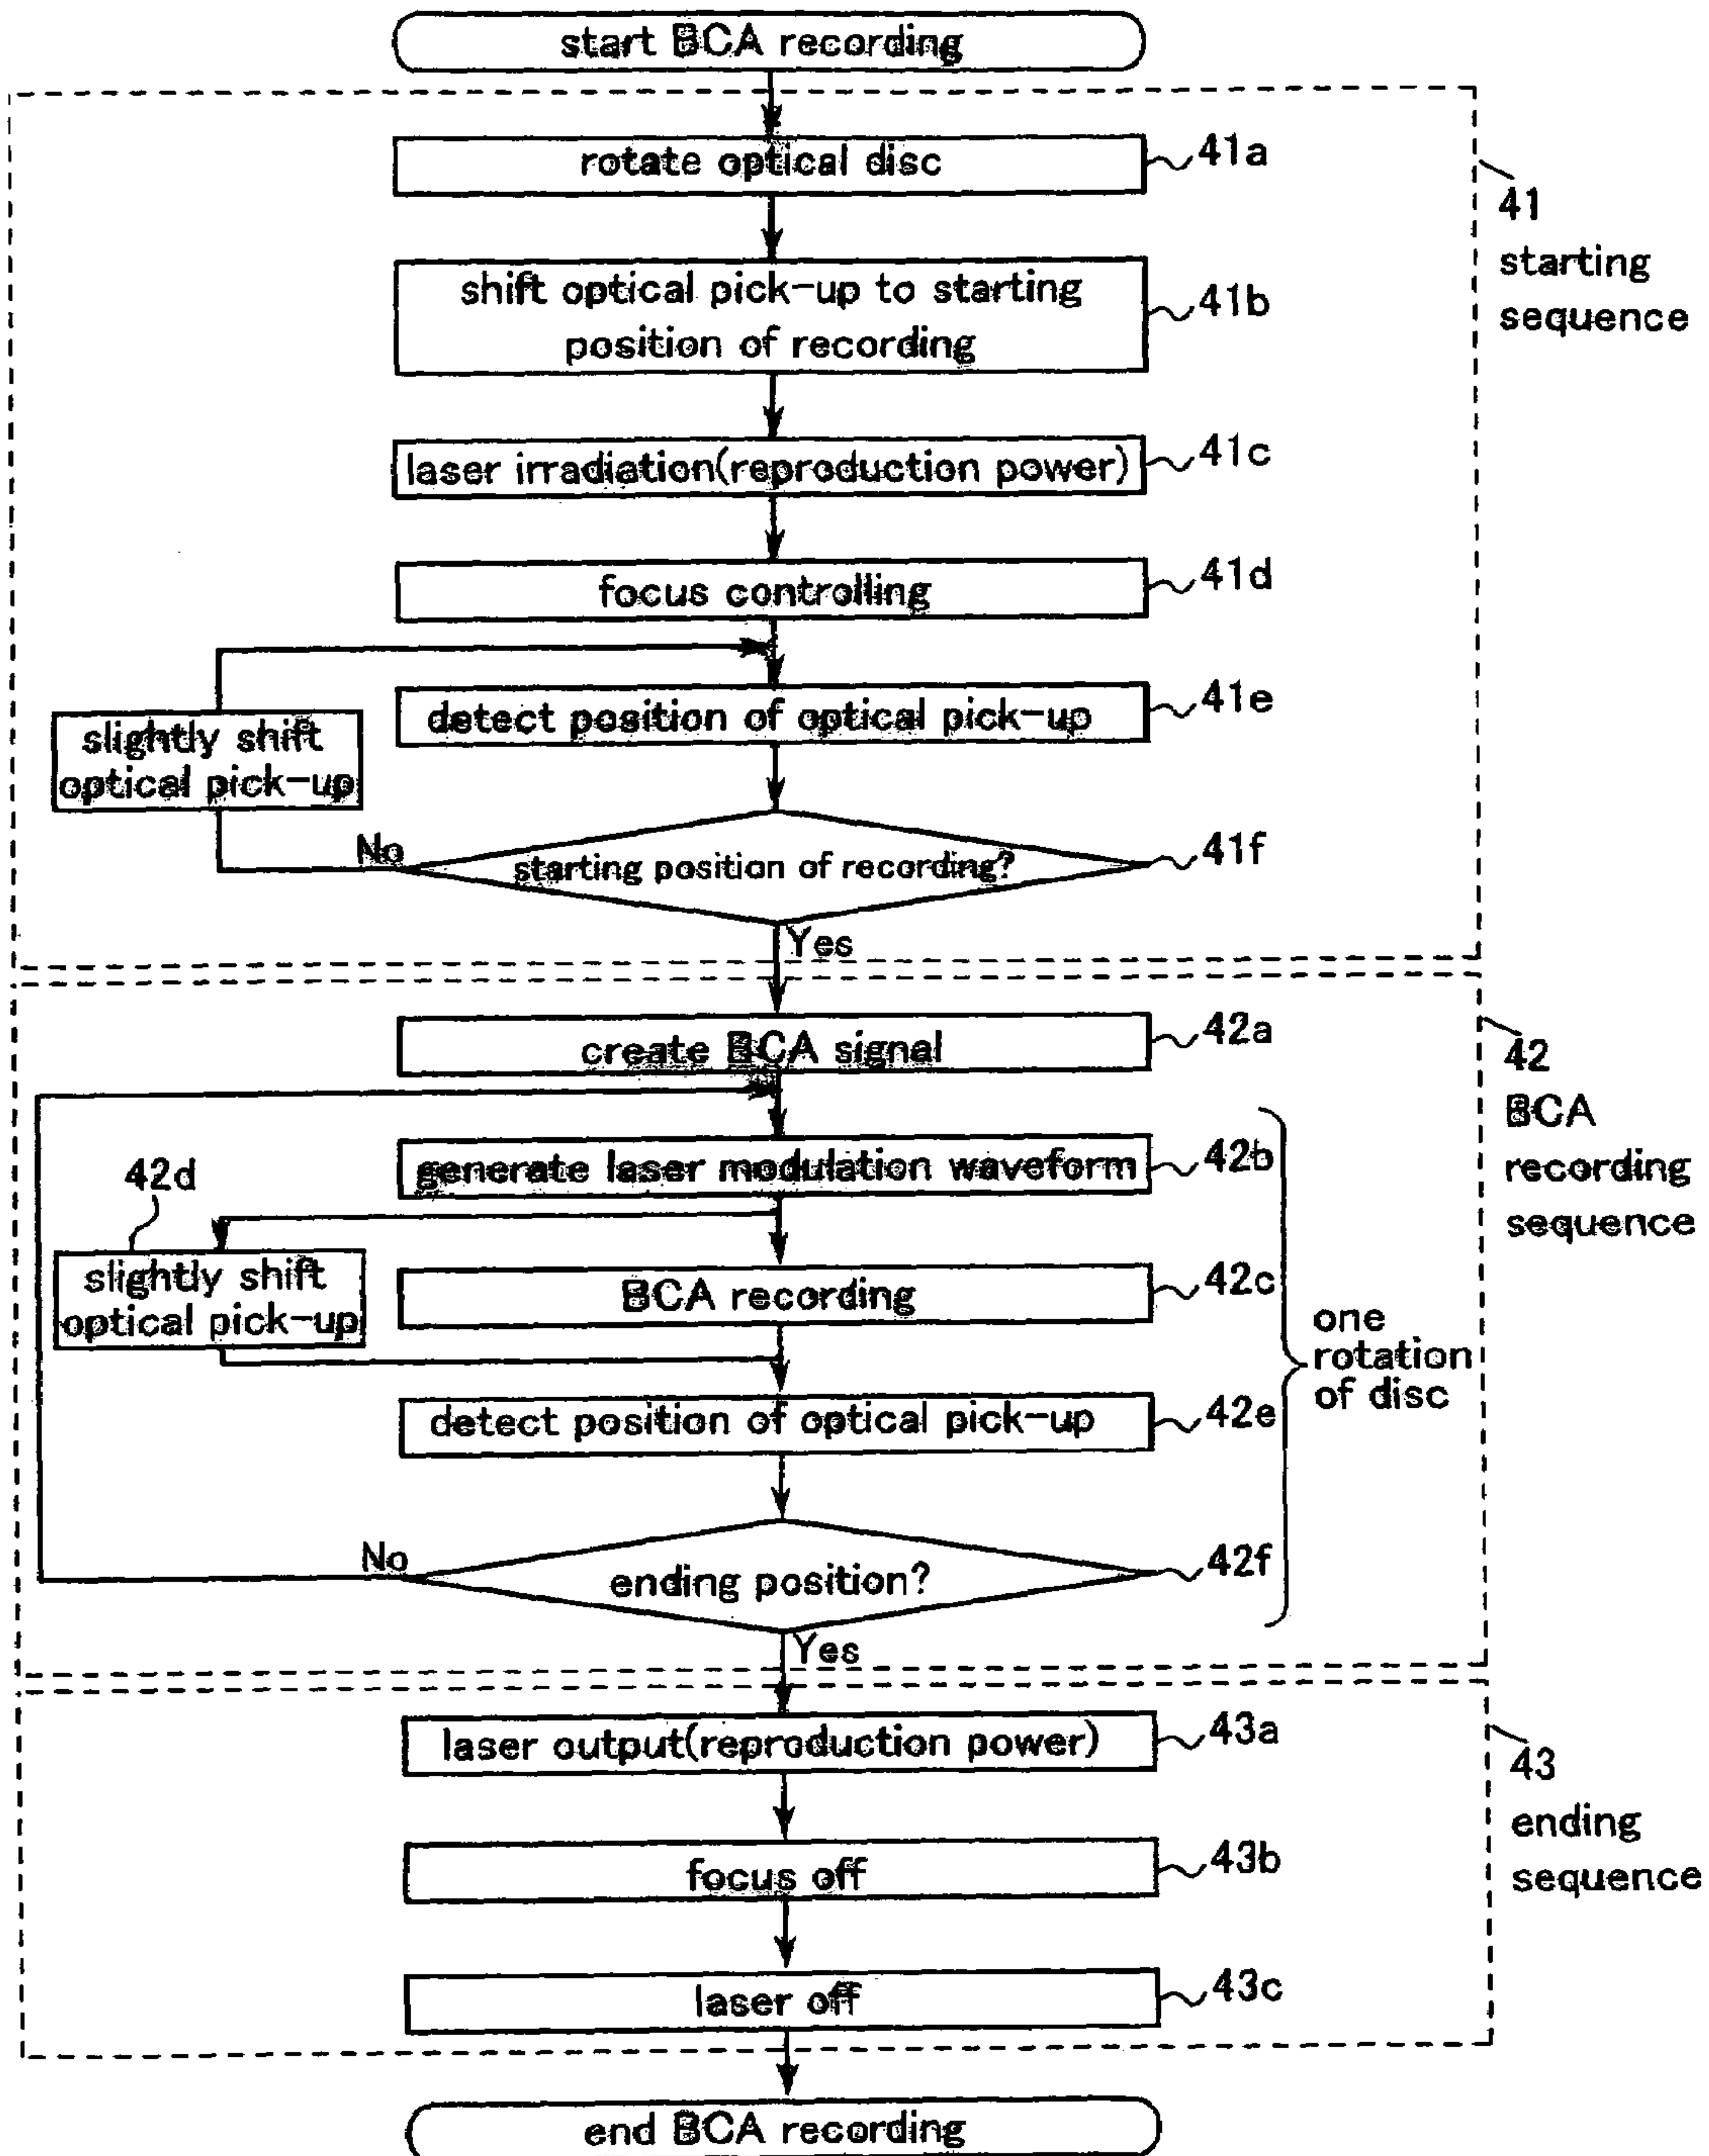 start BCA recording
rotate optical disc
41a
41
starting
sequence
shift optical pick-up to starting
position of recording
41b
laser irradiation(reproduction power)
41c
focus controlling
41d
detect position of optical pick-up
41e
slightly shift
optical pick-up
No
starting position of recording?
41f
Yes
create BCA signal
42a
42
BCA
recording
sequence
generate laser modulation waveform
42b
42d
slightly shift
optical pick-up
BCA recording
42c
one
rotation
of disc
detect position of optical pick-up
42e
No
ending position?
42f
Yes
laser output(reproduction power)
43a
43
ending
sequence
focus off
43b
laser off
43c
end BCA recording